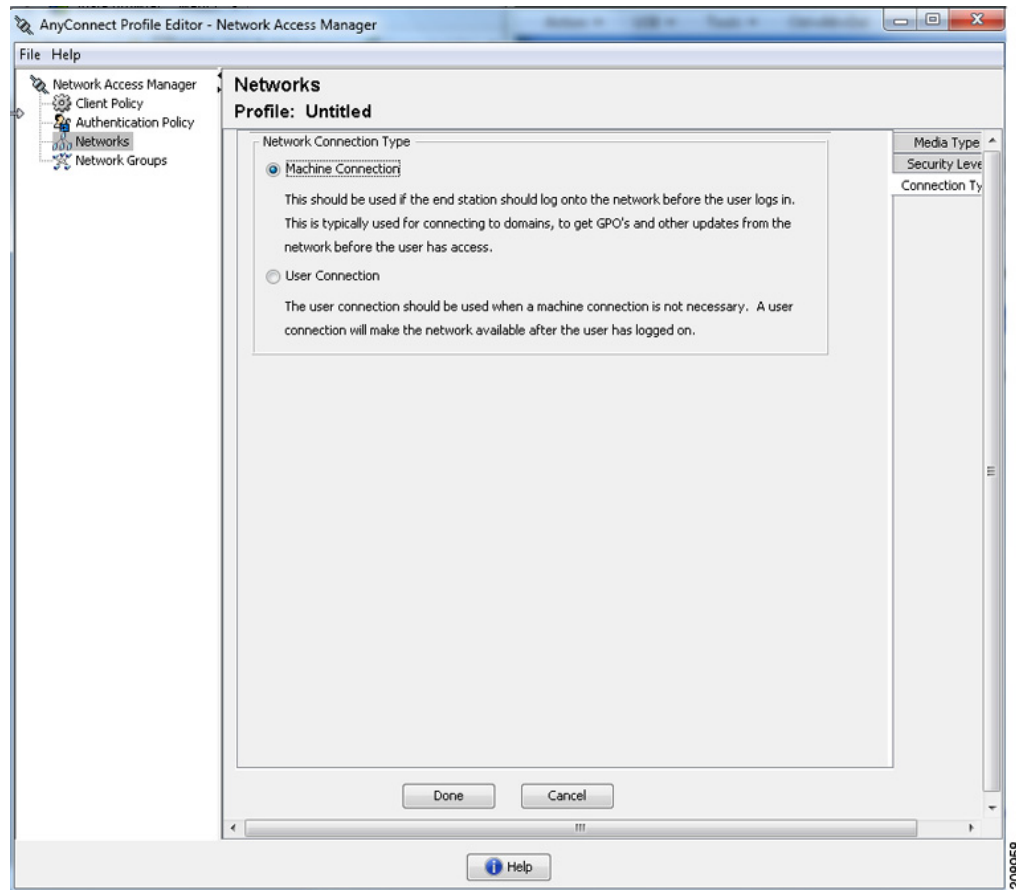 AnyConnect Profile Editor - Network Access Manager
File Help
Network Access Manager
Client Policy
Authentication Policy
Networks
Network Groups
Networks
Profile: Untitled
Network Connection Type
Machine Connection
This should be used if the end station should log onto the network before the user logs in.
This is typically used for connecting to domains, to get GPO's and other updates from the
network before the user has access.
User Connection
The user connection should be used when a machine connection is not necessary. A user
connection will make the network available after the user has logged on.
Media Type
Security Leve
Connection Ty
Done Cancel
Help